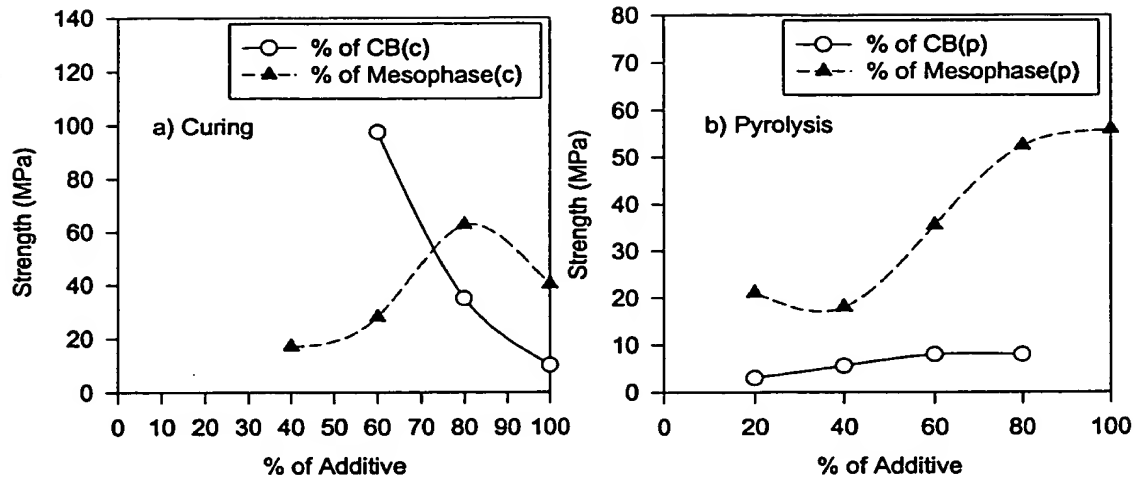 140
120
100
80
60
40
20
0
Strength (MPa)
% of CB(c)
% of Mesophase(c)
a) Curing
0 10 20 30 40 50 60 70 80 90 100
% of Additive
80
70
60
50
40
30
20
10
0
Strength (MPa)
% of CB(p)
% of Mesophase(p)
b) Pyrolysis
20 40 60 80 100
% of Additive